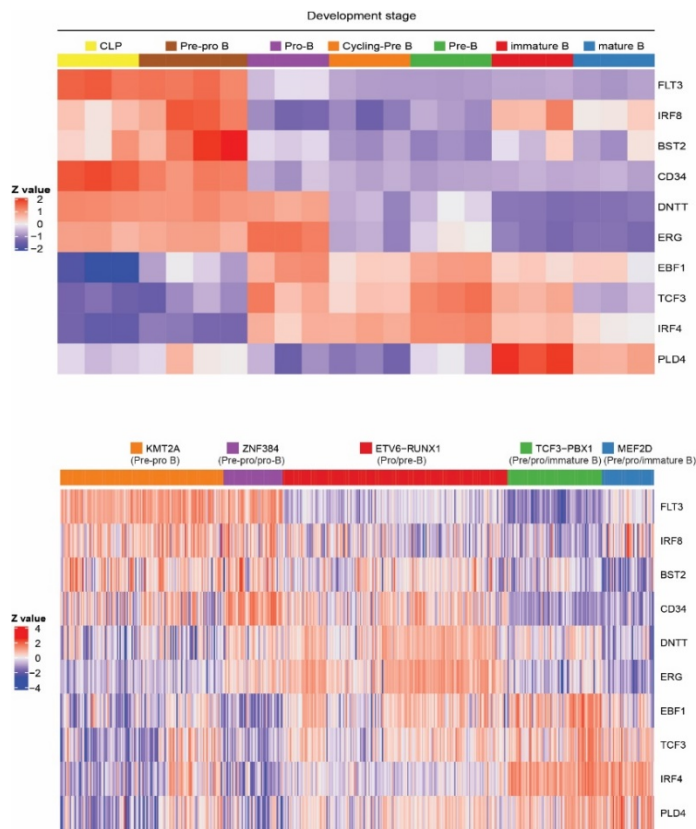 Development stage
CLP Pre-pro B Pro-B Cycling-Pre B Pre-B immature B mature B
FLT3
IRF8
BST2
CD34
DNTT
ERG
EBF1
TCF3
IRF4
PLD4
Z value
2
1
0
−1
−2
KMT2A ZNF384 ETV6−RUNX1 TCF3−PBX1 MEF2D
(Pre-pro B) (Pre-pro/pro-B) (Pro/pre-B) (Pre/pro/immature B) (Pre/pro/immature B)
FLT3
IRF8
BST2
CD34
DNTT
ERG
EBF1
TCF3
IRF4
PLD4
Z value
4
2
0
−2
−4